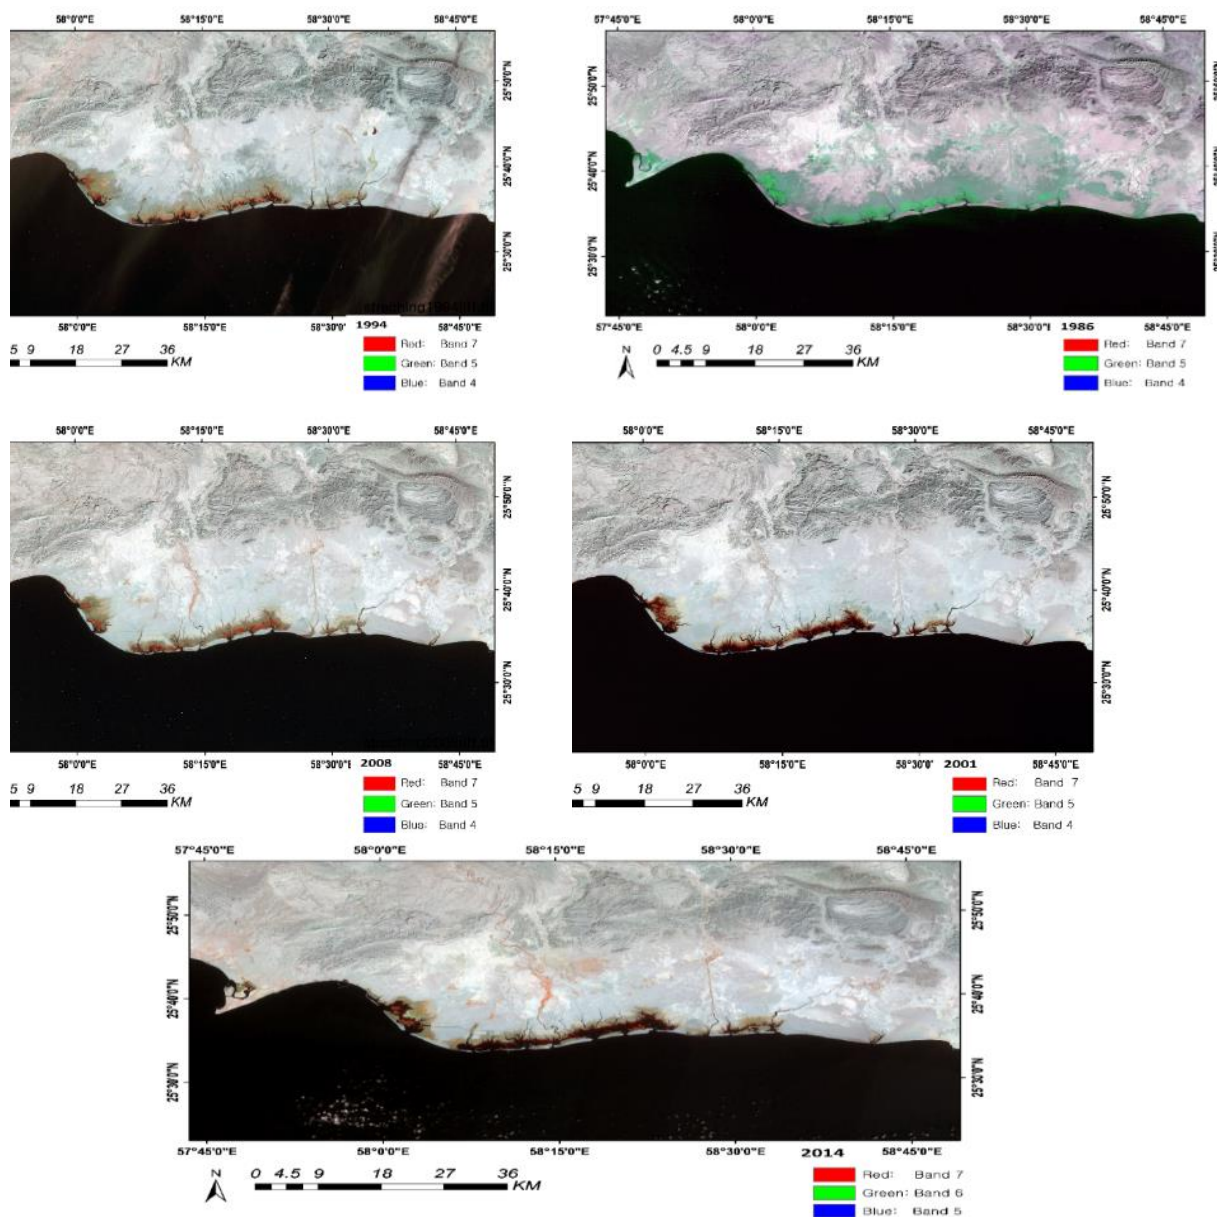 58°0'0"E 58°15'0"E 58°30'0"E 58°45'0"E
25°50'0"N
25°40'0"N
25°30'0"N
58°0'0"E 58°15'0"E 58°30'0"E 58°45'0"E
1994
5 9 18 27 36
KM
Red: Band 7
Green: Band 5
Blue: Band 4
57°45'0"E 58°0'0"E 58°15'0"E 58°30'0"E 58°45'0"E
25°50'0"N
25°40'0"N
25°30'0"N
57°45'0"E 58°0'0"E 58°15'0"E 58°30'0"E 58°45'0"E
1986
N
0 4.5 9 18 27 36
KM
Red: Band 7
Green: Band 5
Blue: Band 4
58°0'0"E 58°15'0"E 58°30'0"E 58°45'0"E
25°50'0"N
25°40'0"N
25°30'0"N
58°0'0"E 58°15'0"E 58°30'0"E 58°45'0"E
2008
5 9 18 27 36
KM
Red: Band 7
Green: Band 5
Blue: Band 4
58°0'0"E 58°15'0"E 58°30'0"E 58°45'0"E
25°50'0"N
25°40'0"N
25°30'0"N
58°0'0"E 58°15'0"E 58°30'0"E 58°45'0"E
2001
5 9 18 27 36
KM
Red: Band 7
Green: Band 5
Blue: Band 4
57°45'0"E 58°0'0"E 58°15'0"E 58°30'0"E 58°45'0"E
25°50'0"N 25°50'0"N
25°40'0"N 25°40'0"N
25°30'0"N 25°30'0"N
57°45'0"E 58°0'0"E 58°15'0"E 58°30'0"E 58°45'0"E
2014
N
0 4.5 9 18 27 36
KM
Red: Band 7
Green: Band 6
Blue: Band 5